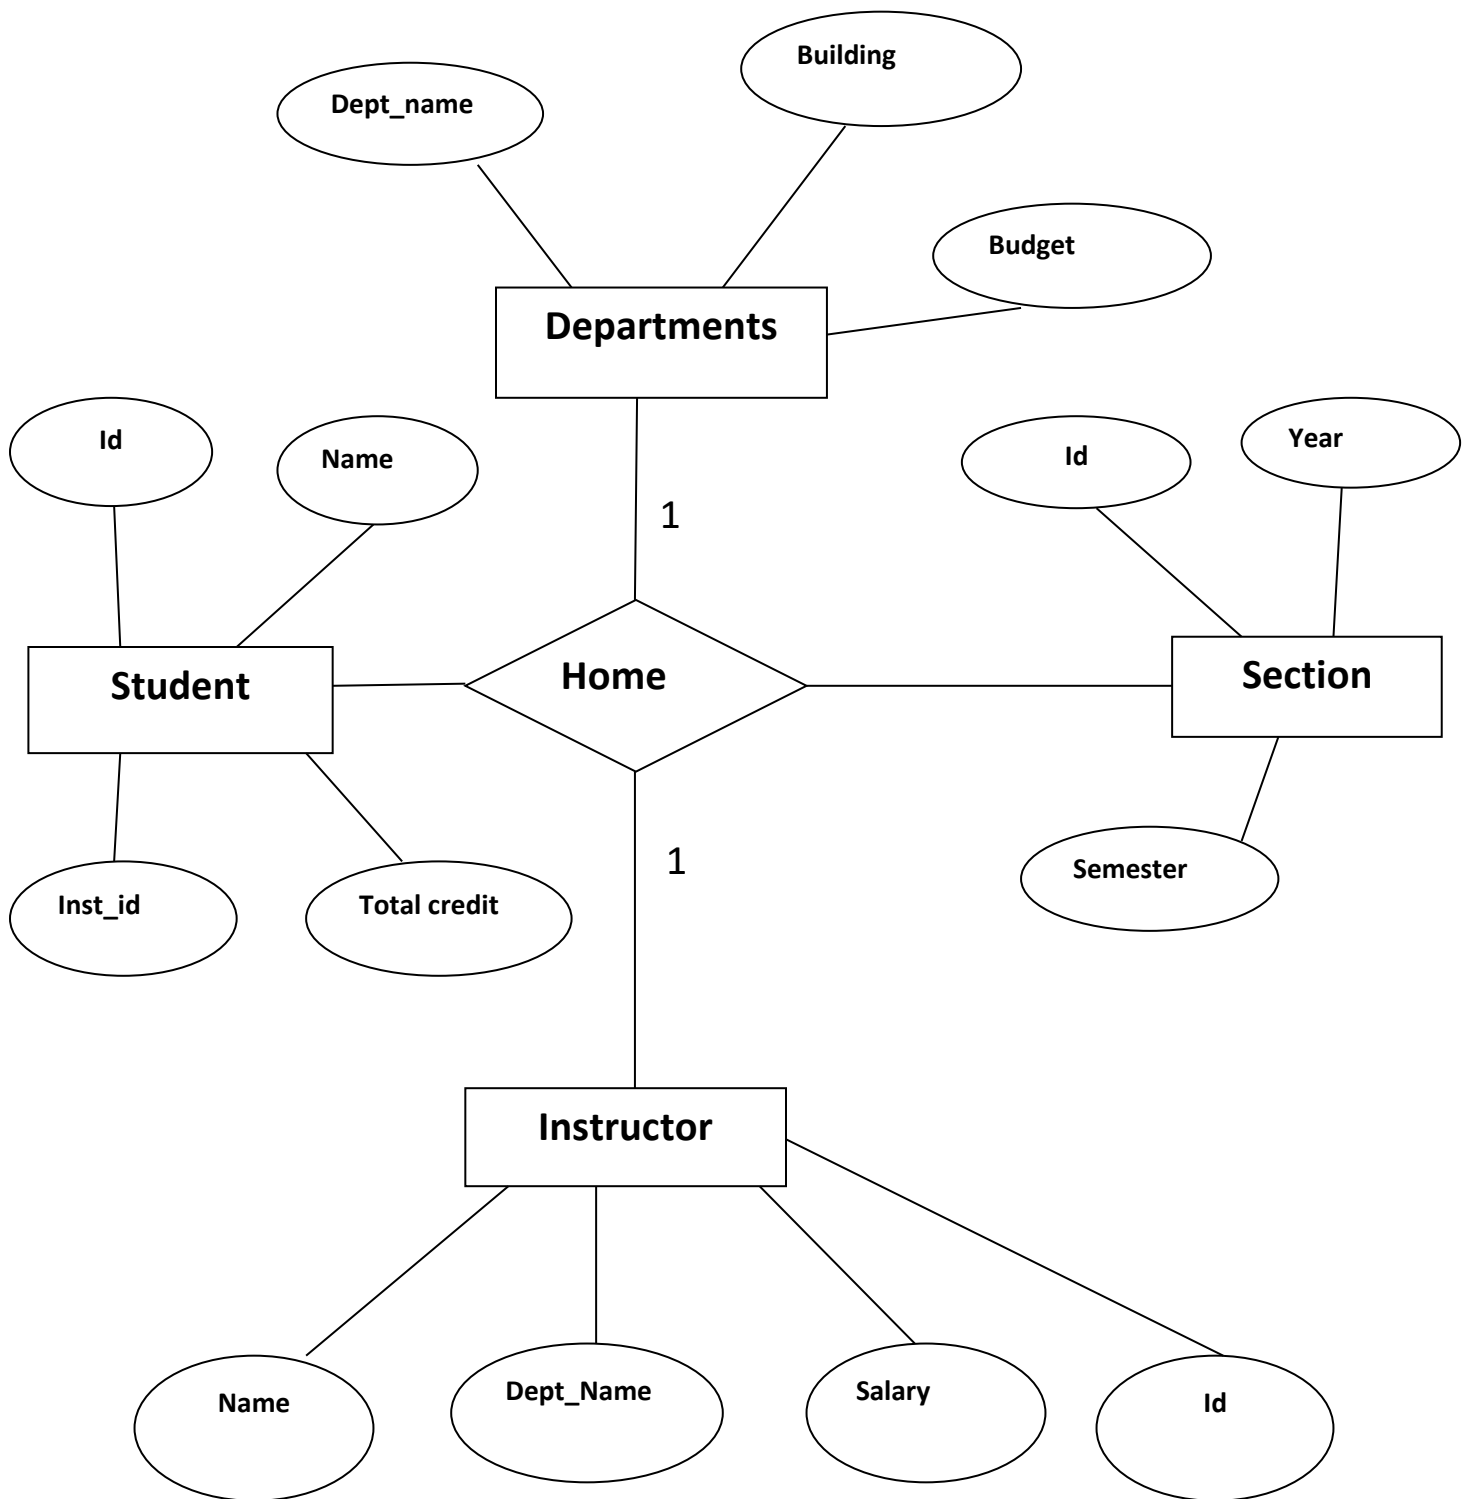 Building
Dept_name
Budget
Departments
Id
Name
Id
Year
1
Student
Home
Section
Inst_id
Total credit
1
Semester
Instructor
Name
Dept_Name
Salary
Id